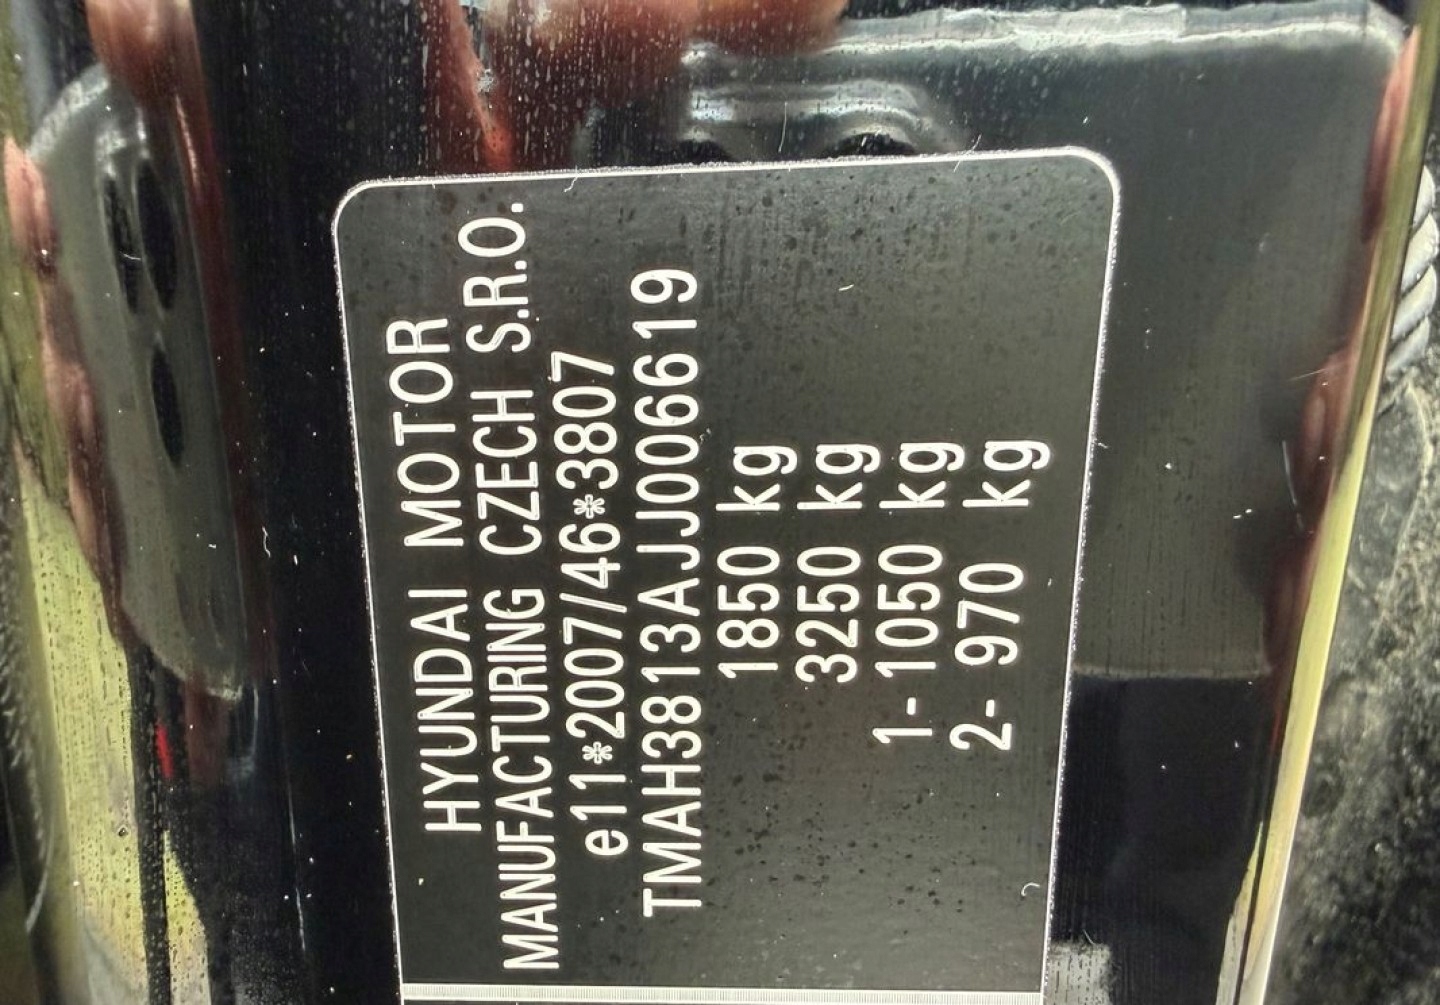 HYUNDAI MOTOR
MANUFACTURING CZECH S.R.O.
e11*2007/46*3807
TMAH3813AJJ006619
1850 kg
3250 kg
1- 1050 kg
2- 970 kg